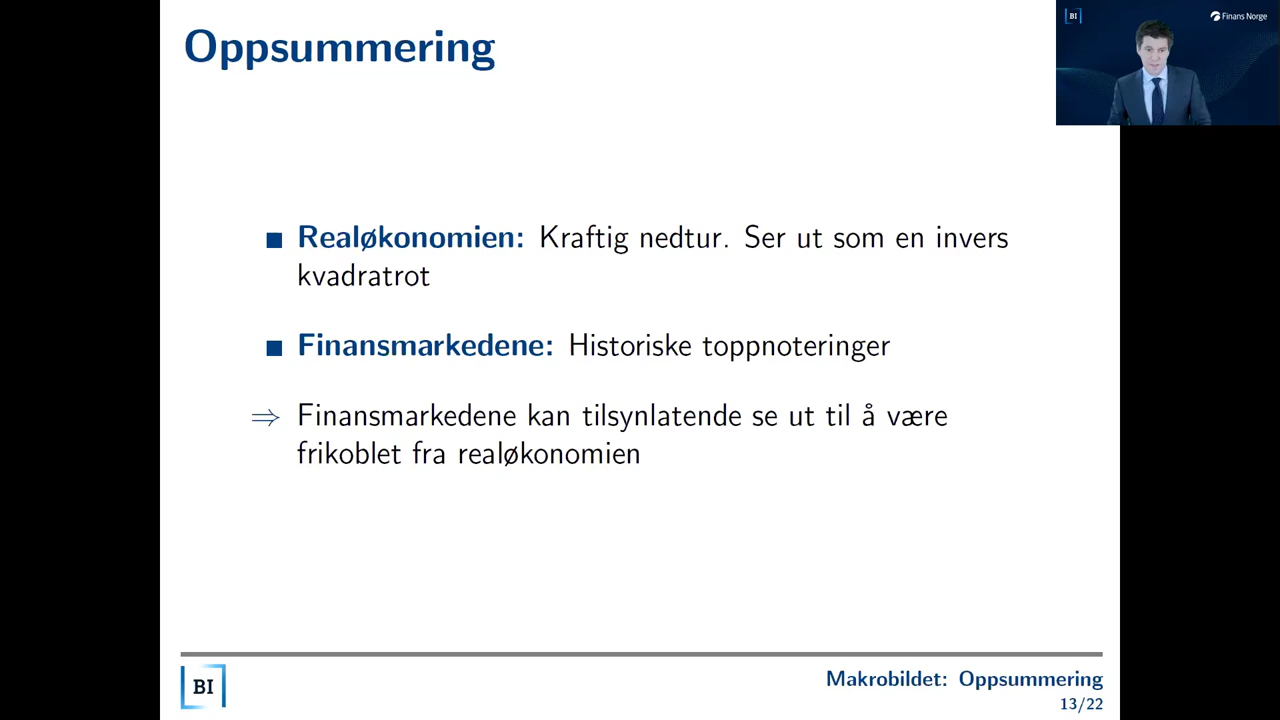 Oppsummering
BI
Finans Norge
Realøkonomien: Kraftig nedtur. Ser ut som en invers
kvadratrot
Finansmarkedene: Historiske toppnoteringer
⇒ Finansmarkedene kan tilsynlatende se ut til å være
frikoblet fra realøkonomien
BI
Makrobildet: Oppsummering
13/22